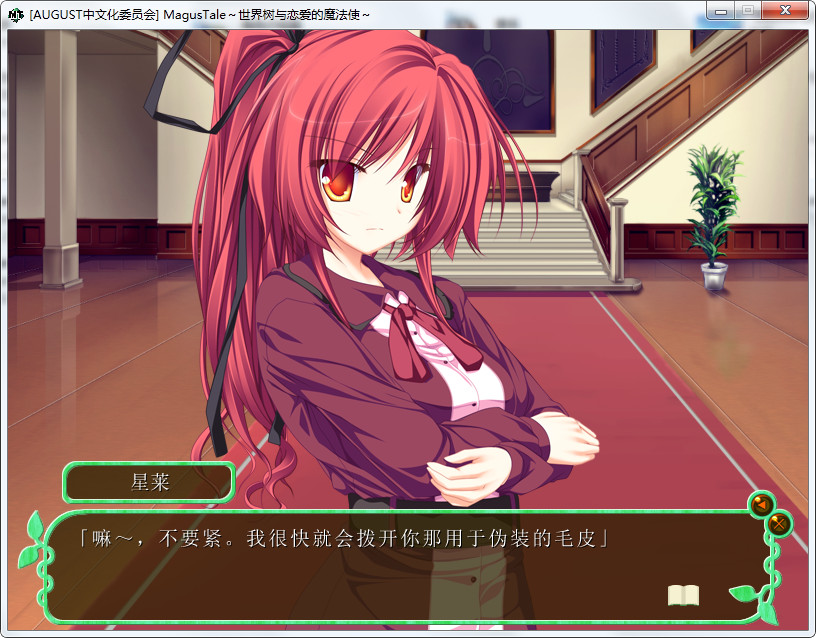 [AUGUST中文化委员会] MagusTale～世界树与恋爱的魔法使～
星莱
「嘛～，不要紧。我很快就会拨开你那用于伪装的毛皮」